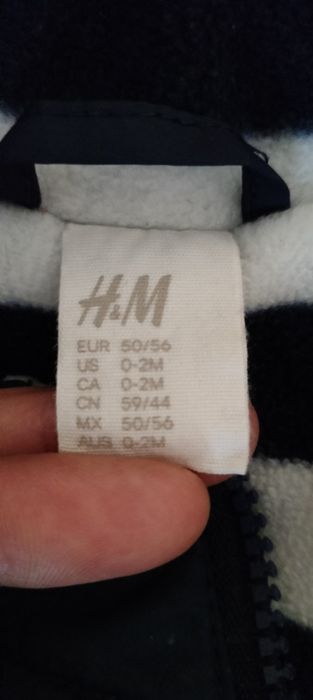 H&M
EUR 50/56
US 0-2M
CA 0-2M
CN 59/44
MX 50/56
AUS 0-2M